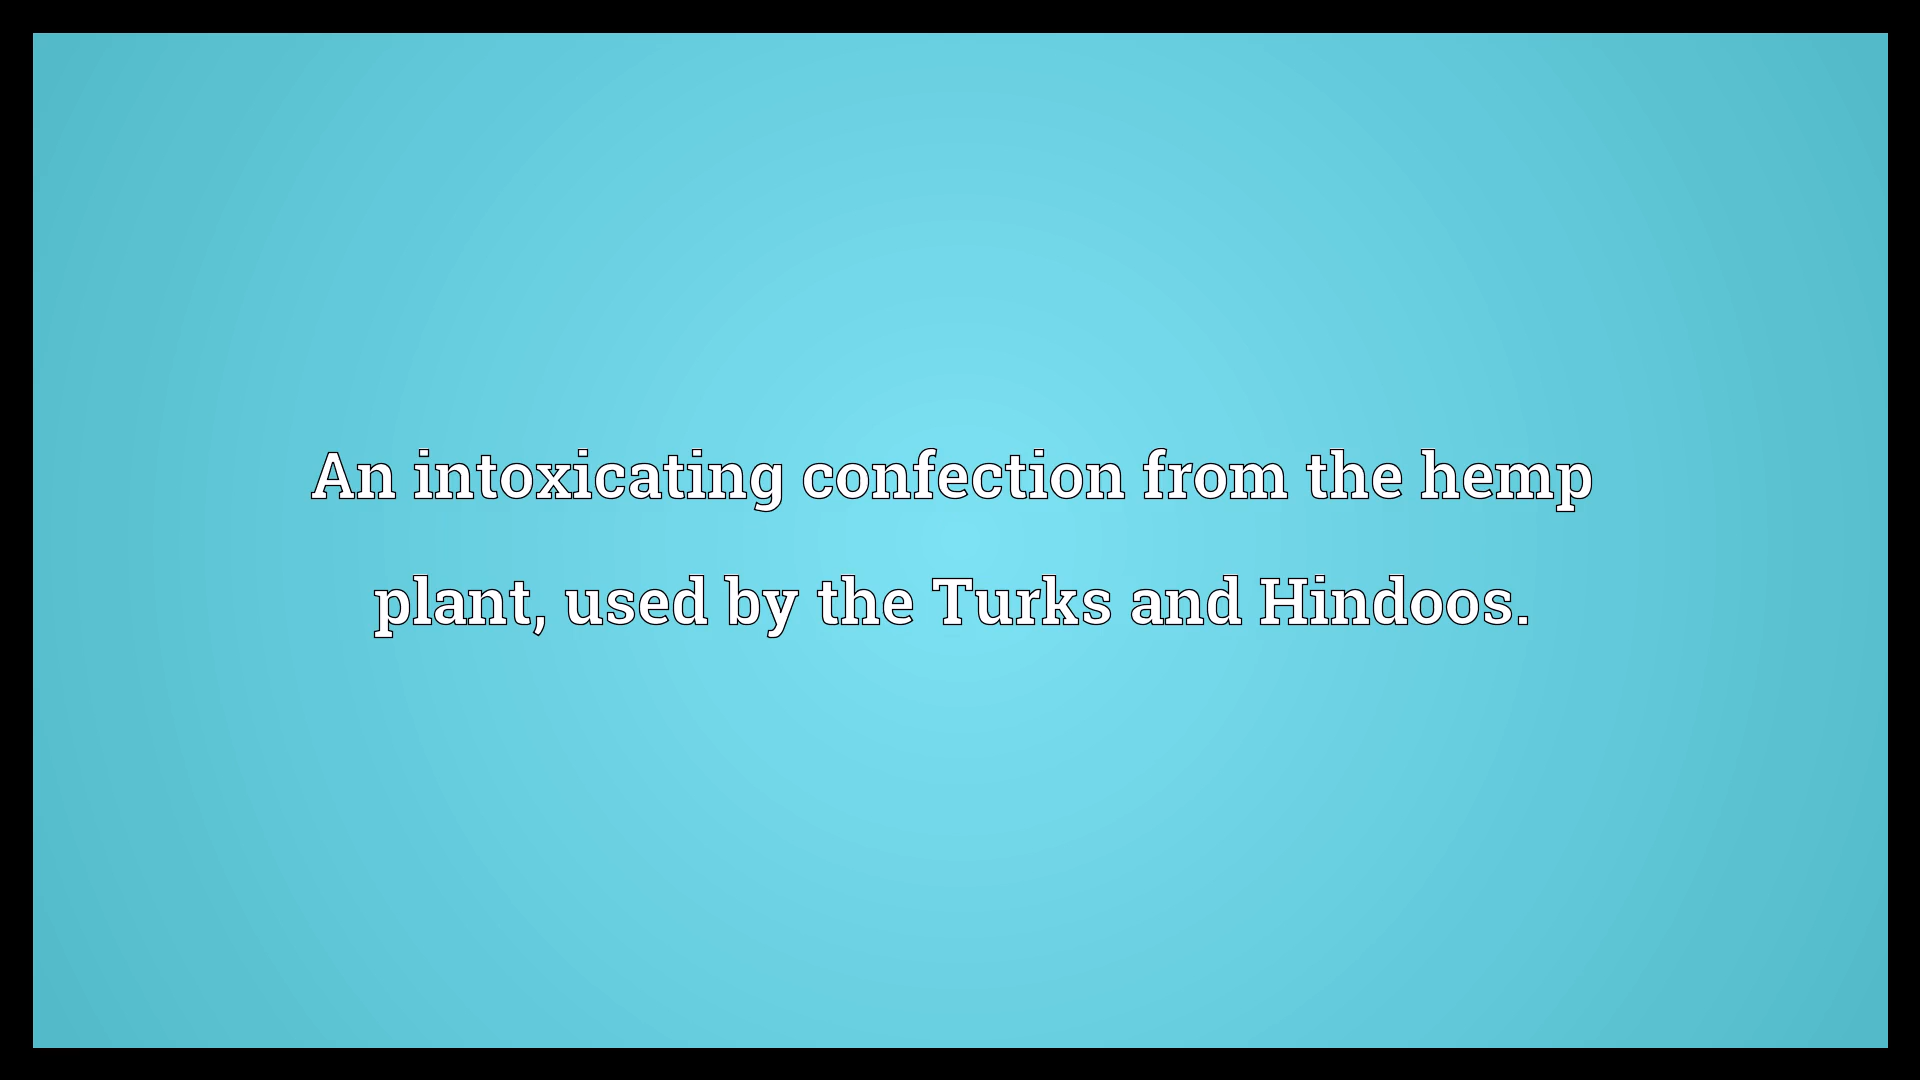 An intoxicating confection from the hemp
plant, used by the Turks and Hindoos.